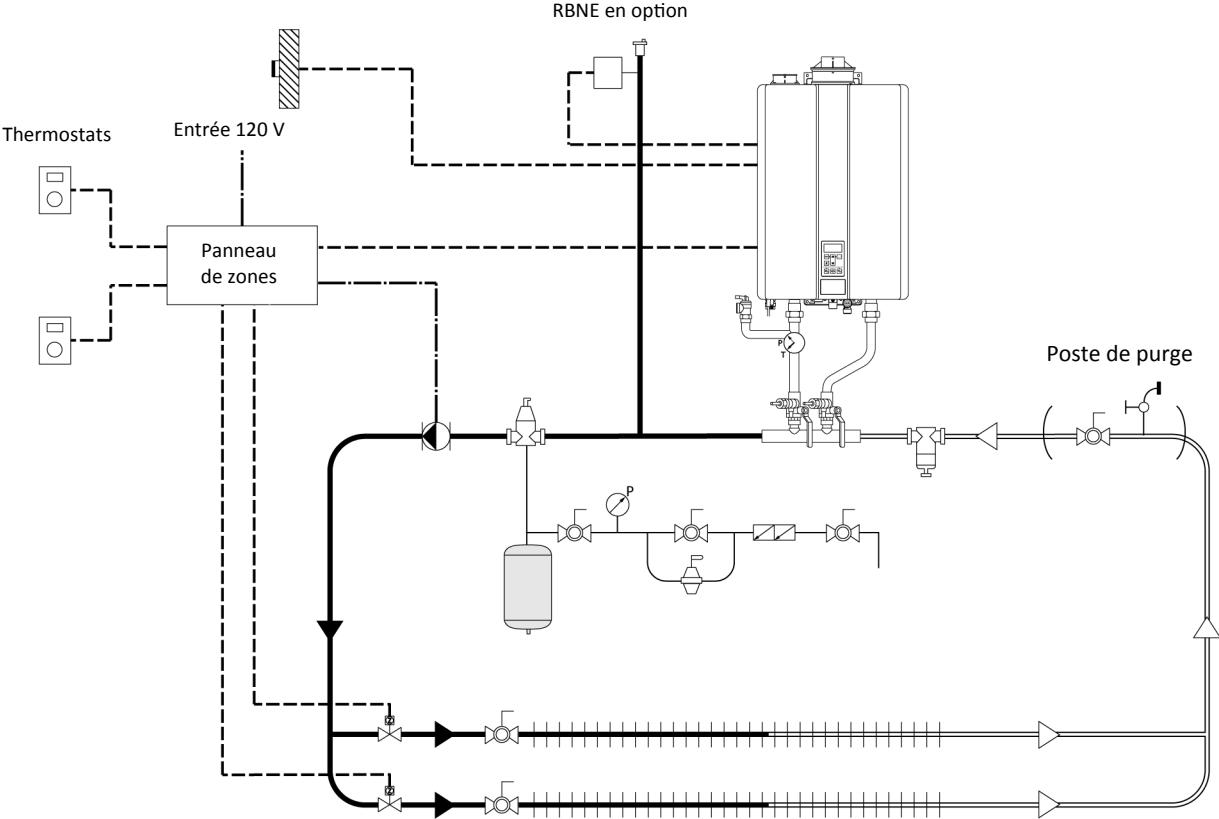 RBNE en option
Thermostats
Entrée 120 V
Panneau
de zones
P
T
Poste de purge
P
Z
Z